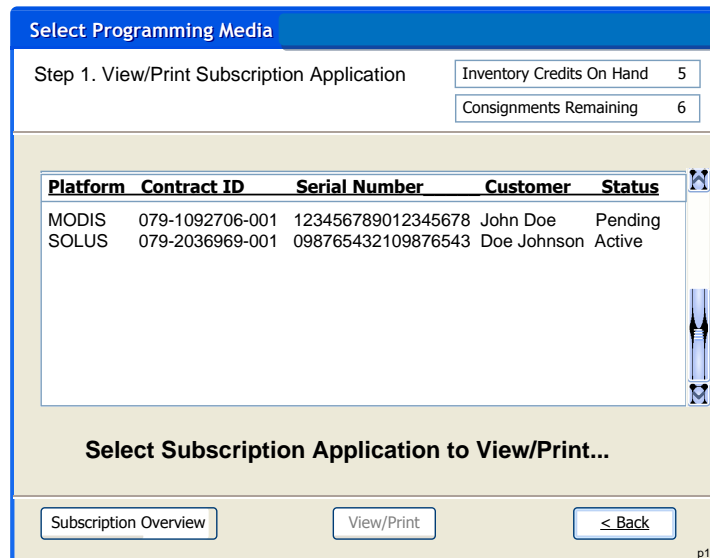 Select Programming Media
Step 1. View/Print Subscription Application
Inventory Credits On Hand 5
Consignments Remaining 6
Platform Contract ID Serial Number Customer Status
MODIS 079-1092706-001 123456789012345678 John Doe Pending
SOLUS 079-2036969-001 098765432109876543 Doe Johnson Active
Select Subscription Application to View/Print...
Subscription Overview View/Print < Back
p1